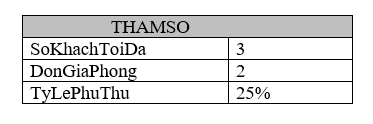 THAMSO
SoKhachToiDa 3
DonGiaPhong 2
TyLePhuThu 25%